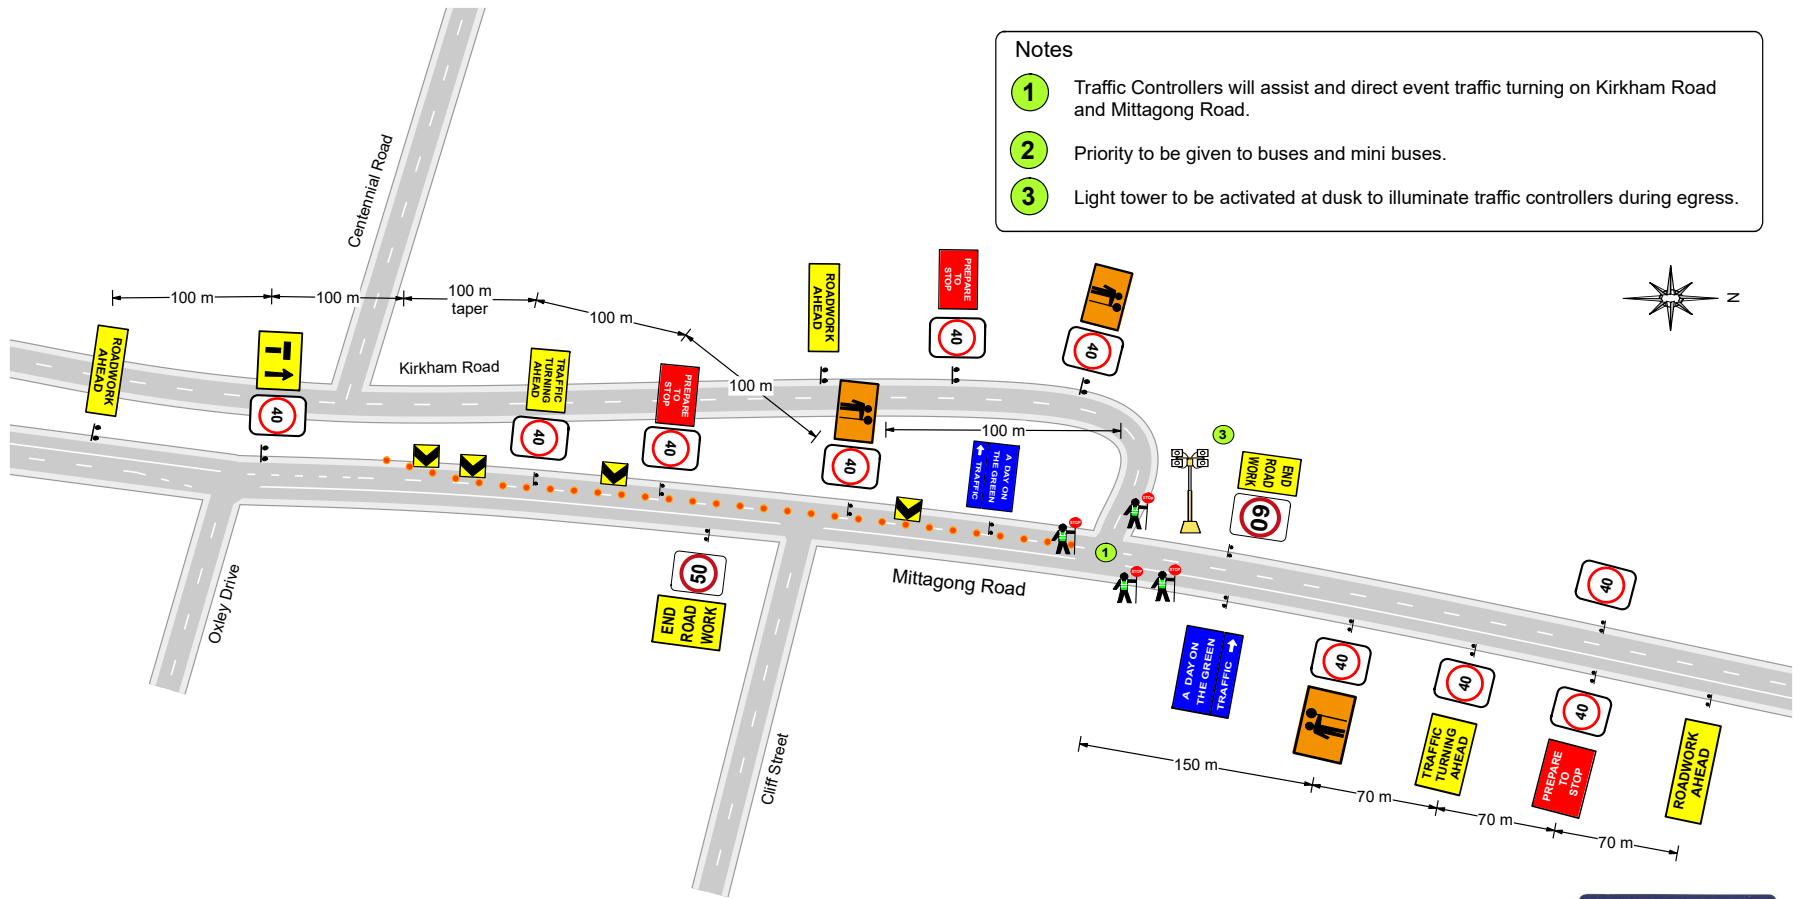 Notes
1
Traffic Controllers will assist and direct event traffic turning on Kirkham Road
and Mittagong Road.
2
Priority to be given to buses and mini buses.
3
Light tower to be activated at dusk to illuminate traffic controllers during egress.
N
Centennial Road
100 m
100 m
100 m
taper
100 m
100 m
100 m
Kirkham Road
ROADWORK
AHEAD
40
TRAFFIC
TURNING
AHEAD
40
PREPARE
TO
STOP
40
ROADWORK
AHEAD
40
PREPARE
TO
STOP
40
40
A DAY ON
THE GREEN
TRAFFIC
3
END
ROAD
WORK
60
STOP
STOP
STOP
STOP
1
Mittagong Road
50
END
ROAD
WORK
Oxley Drive
Cliff Street
A DAY ON
THE GREEN
TRAFFIC
40
40
TRAFFIC
TURNING
AHEAD
40
40
PREPARE
TO
STOP
ROADWORK
AHEAD
150 m
70 m
70 m
70 m